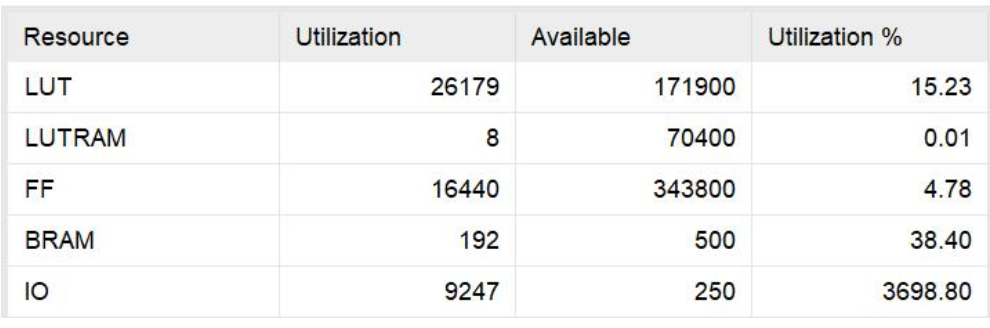 Resource Utilization Available Utilization %
LUT 26179 171900 15.23
LUTRAM 8 70400 0.01
FF 16440 343800 4.78
BRAM 192 500 38.40
IO 9247 250 3698.80